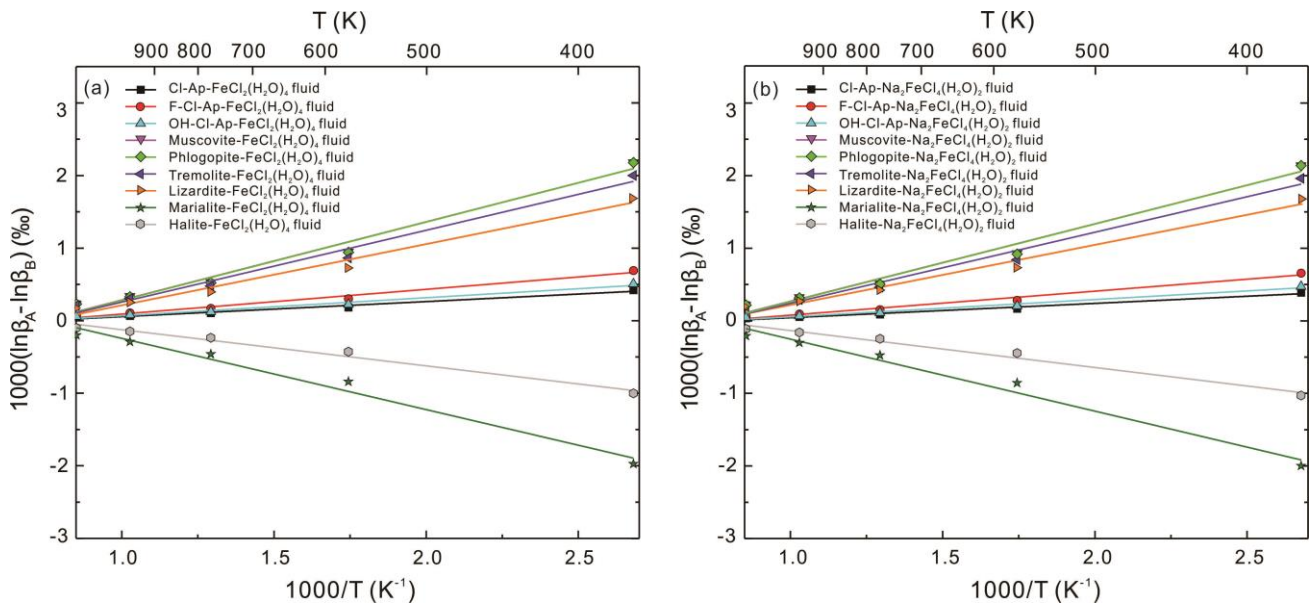 T (K)
900 800 700 600 500 400
(a)
Cl-Ap-FeCl₂(H₂O)₄ fluid
F-Cl-Ap-FeCl₂(H₂O)₄ fluid
OH-Cl-Ap-FeCl₂(H₂O)₄ fluid
Muscovite-FeCl₂(H₂O)₄ fluid
Phlogopite-FeCl₂(H₂O)₄ fluid
Tremolite-FeCl₂(H₂O)₄ fluid
Lizardite-FeCl₂(H₂O)₄ fluid
Marialite-FeCl₂(H₂O)₄ fluid
Halite-FeCl₂(H₂O)₄ fluid
3
2
1
0
-1
-2
-3
1000(lnβ_A- lnβ_B) (‰)
1.0 1.5 2.0 2.5
1000/T (K⁻¹)
T (K)
900 800 700 600 500 400
(b)
Cl-Ap-Na₂FeCl₄(H₂O)₂ fluid
F-Cl-Ap-Na₂FeCl₄(H₂O)₂ fluid
OH-Cl-Ap-Na₂FeCl₄(H₂O)₂ fluid
Muscovite-Na₂FeCl₄(H₂O)₂ fluid
Phlogopite-Na₂FeCl₄(H₂O)₂ fluid
Tremolite-Na₂FeCl₄(H₂O)₂ fluid
Lizardite-Na₂FeCl₄(H₂O)₂ fluid
Marialite-Na₂FeCl₄(H₂O)₂ fluid
Halite-Na₂FeCl₄(H₂O)₂ fluid
3
2
1
0
-1
-2
-3
1000(lnβ_A- lnβ_B) (‰)
1.0 1.5 2.0 2.5
1000/T (K⁻¹)